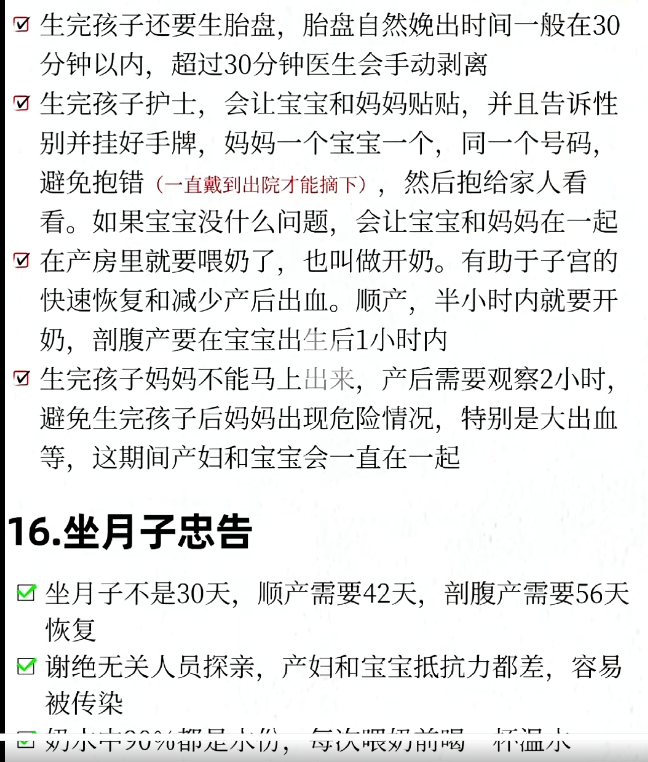 生完孩子还要生胎盘，胎盘自然娩出时间一般在30
分钟以内，超过30分钟医生会手动剥离
生完孩子护士，会让宝宝和妈妈贴贴，并且告诉性
别并挂好手牌，妈妈一个宝宝一个，同一个号码，
避免抱错（一直戴到出院才能摘下），然后抱给家人看
看。如果宝宝没什么问题，会让宝宝和妈妈在一起
在产房里就要喂奶了，也叫做开奶。有助于子宫的
快速恢复和减少产后出血。顺产，半小时内就要开
奶，剖腹产要在宝宝出生后1小时内
生完孩子妈妈不能马上出来，产后需要观察2小时，
避免生完孩子后妈妈出现危险情况，特别是大出血
等，这期间产妇和宝宝会一直在一起
16.坐月子忠告
坐月子不是30天，顺产需要42天，剖腹产需要56天
恢复
谢绝无关人员探亲，产妇和宝宝抵抗力都差，容易
被传染
奶水中90%都是水份，每次喂奶前喝一杯温水